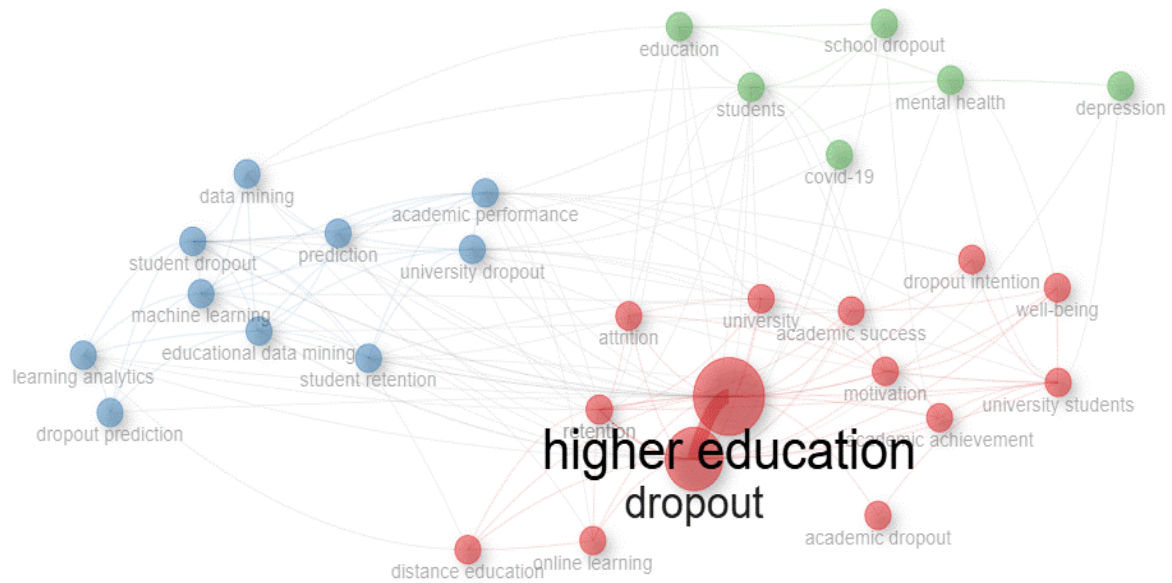 education
school dropout
students
mental health
depression
covid-19
data mining
academic performance
student dropout
prediction
university dropout
dropout intention
machine learning
university
academic success
well-being
attrition
educational data mining
learning analytics
student retention
motivation
university students
dropout prediction
retention
academic achievement
higher education
dropout
academic dropout
distance education
online learning